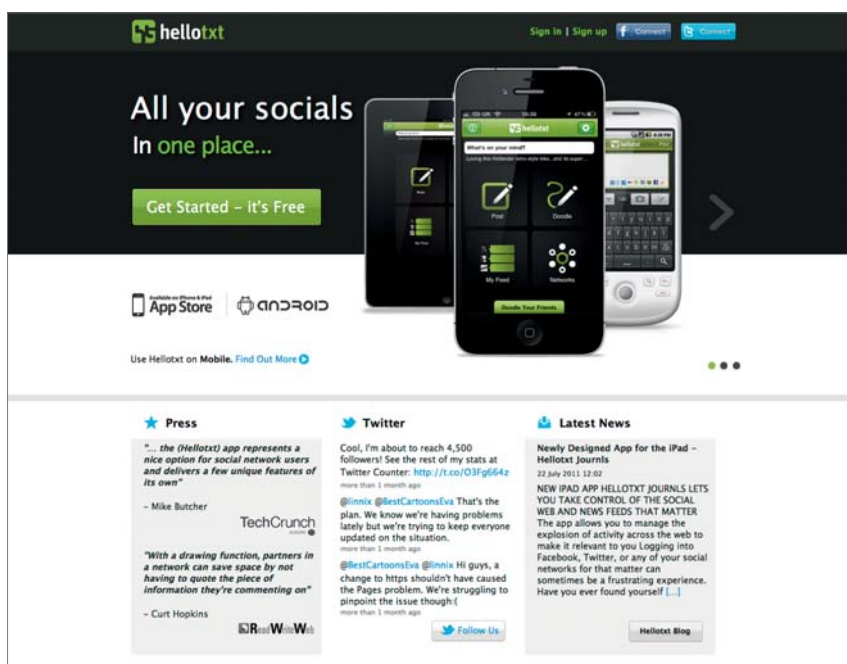 hellotxt
Sign in | Sign up
Connect
Connect
All your socials
In one place...
Get Started – it's Free
hellotxt
What's on your mind?
Post
Doodle
My Feed
Networks
Doodle Your Friends
Available on iPhone & iPad
App Store
ANDROID
Use Hellotxt on Mobile. Find Out More
Press
"... the (Hellotxt) app represents a
nice option for social network users
and delivers a few unique features of
its own"
– Mike Butcher
TechCrunch
"With a drawing function, partners in
a network can save space by not
having to quote the piece of
information they're commenting on"
– Curt Hopkins
ReadWriteWeb
Twitter
Cool, I'm about to reach 4,500
followers! See the rest of my stats at
Twitter Counter: http://t.co/O3Fg664z
more than 1 month ago
@linnix @BestCartoonsEva That's the
plan. We know we're having problems
lately but we're trying to keep everyone
updated on the situation.
more than 1 month ago
@BestCartoonsEva @linnix Hi guys, a
change to https shouldn't have caused
the Pages problem. We're struggling to
pinpoint the issue though:(
more than 1 month ago
Follow Us
Latest News
Newly Designed App for the iPad –
Hellotxt Journls
22 July 2011 12:02
NEW IPAD APP HELLOTXT JOURNLS LETS
YOU TAKE CONTROL OF THE SOCIAL
WEB AND NEWS FEEDS THAT MATTER
The app allows you to manage the
explosion of activity across the web to
make it relevant to you Logging into
Facebook, Twitter, or any of your social
networks for that matter can
sometimes be a frustrating experience.
Have you ever found yourself [...]
Hellotxt Blog